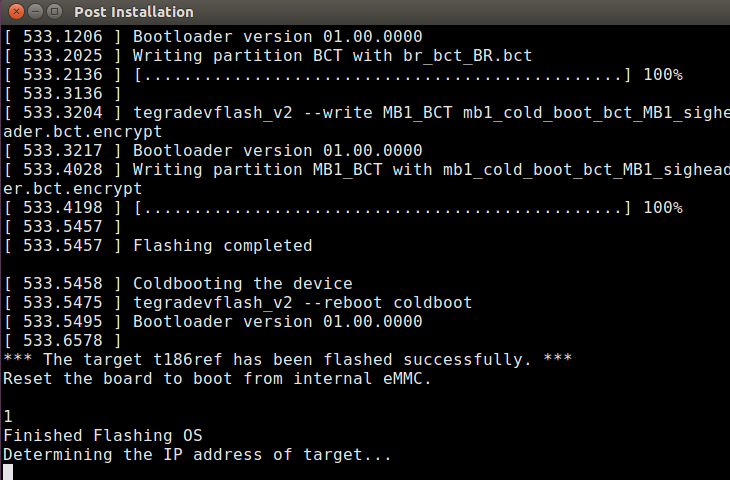 Post Installation
[ 533.1206 ] Bootloader version 01.00.0000
[ 533.2025 ] Writing partition BCT with br_bct_BR.bct
[ 533.2136 ] [................................................] 100%
[ 533.3136 ]
[ 533.3204 ] tegradevflash_v2 --write MB1_BCT mb1_cold_boot_bct_MB1_sighe
ader.bct.encrypt
[ 533.3217 ] Bootloader version 01.00.0000
[ 533.4028 ] Writing partition MB1_BCT with mb1_cold_boot_bct_MB1_sighead
er.bct.encrypt
[ 533.4198 ] [................................................] 100%
[ 533.5457 ]
[ 533.5457 ] Flashing completed
[ 533.5458 ] Coldbooting the device
[ 533.5475 ] tegradevflash_v2 --reboot coldboot
[ 533.5495 ] Bootloader version 01.00.0000
[ 533.6578 ]
*** The target t186ref has been flashed successfully. ***
Reset the board to boot from internal eMMC.
1
Finished Flashing OS
Determining the IP address of target...